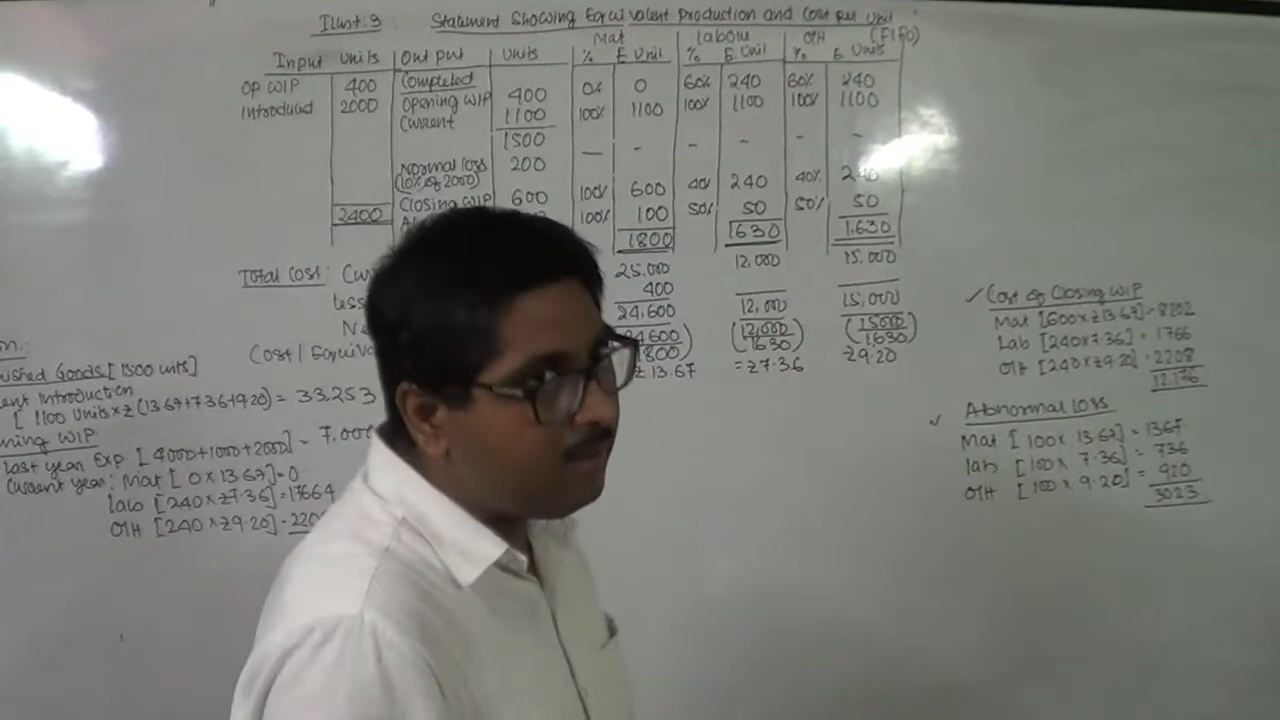 Illust: 9 : Statement Showing Equivalent Production and Cost per Unit
(FIFO)
Mat Labour OH
Input Units Output Units % E Unit % E. Unit % E. Units
OP WIP 400 Completed
Opening WIP 400 0% 0 60% 240 60% 240
Introduced 2000 Current 1100 100% 1100 100% 1100 100% 1100
1500
Normal loss 200 — - - - - -
(10% of 2000)
Closing WIP 600 100% 600 40% 240 40% 240
2400 100% 100 50% 50 50% 50
1800 1630 1.630
Total Cost: 25,000 12,000 15,000
less 400
24,600 12,000 15,000
24600 (12,000 (15000
1800) 1630) 1630)
Cost/ Equiva 13.67 =₹7.36 ₹9.20
Goods [1500 units]
Introduction
[1100 Units×₹(13.67+7.36+9.20) = 33,253
WIP
last year Exp [4000+1000+2000] - 7,000
Current year: Mat [0×13.67]=0
Lab [240×₹7.36]=17664
OH [240×₹9.20]-220
✓ Cost of Closing WIP
Mat [600×₹13.67]-8202
Lab [240×7.36] = 1766
OH [240×₹9.20] - 2208
12,176
✓ Abnormal Loss
Mat [100×13.67] = 1367
lab [100× 7.36] = 736
OH [100×9.20] = 920
3023